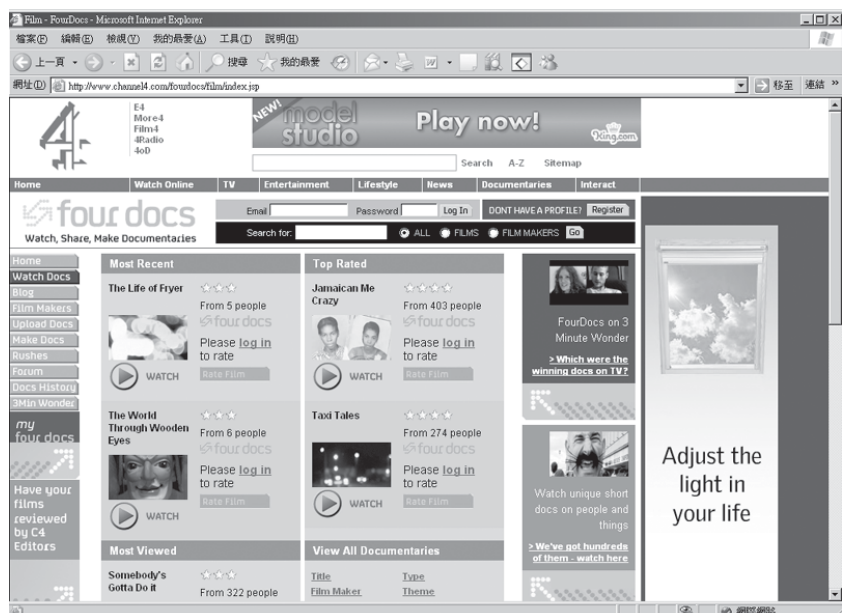 Film - FourDocs - Microsoft Internet Explorer
檔案(F) 編輯(E) 檢視(V) 我的最愛(A) 工具(T) 說明(H)
上一頁 搜尋 我的最愛
網址(D) http://www.channel4.com/fourdocs/film/index.jsp 移至 連結 »
E4
More4
Film4
4Radio
4oD
NEW! model studio Play now! King.com
Search A-Z Sitemap
Home Watch Online TV Entertainment Lifestyle News Documentaries Interact
four docs
Watch, Share, Make Documentaries
Email Password Log In DONT HAVE A PROFILE? Register
Search for: ALL FILMS FILM MAKERS Go
Home
Watch Docs
Blog
Film Makers
Upload Docs
Make Docs
Rushes
Forum
Docs History
3Min Wonder
my
four docs
Have your
films
reviewed
by C4
Editors
Most Recent
The Life of Fryer
From 5 people
four docs
Please log in
to rate
Rate Film
WATCH
The World
Through Wooden
Eyes
From 6 people
four docs
Please log in
to rate
Rate Film
WATCH
Most Viewed
Somebody's
Gotta Do it
From 322 people
Top Rated
Jamaican Me
Crazy
From 403 people
four docs
Please log in
to rate
Rate Film
WATCH
Taxi Tales
From 274 people
four docs
Please log in
to rate
Rate Film
WATCH
View All Documentaries
Title Type
Film Maker Theme
FourDocs on 3
Minute Wonder
> Which were the
winning docs on TV?
Watch unique short
docs on people and
things
> We've got hundreds
of them - watch here
Adjust the
light in
your life